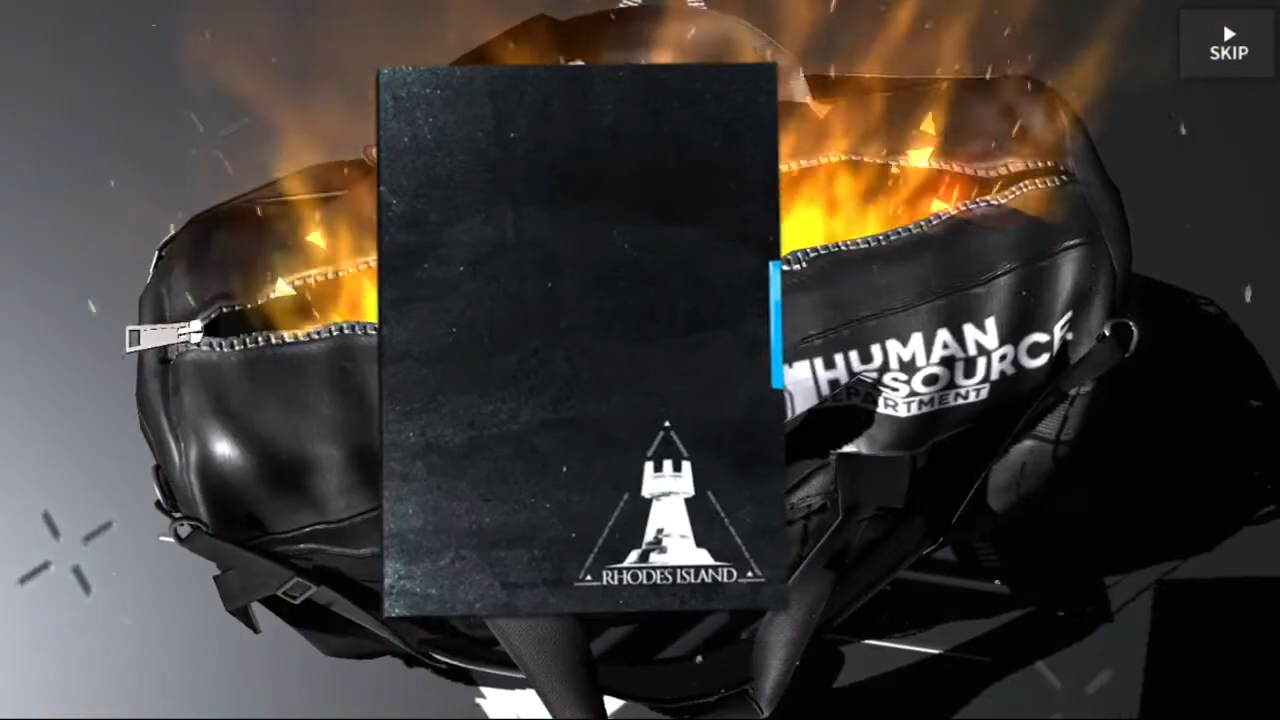 SKIP
HUMAN
RESOURCE
DEPARTMENT
RHODES ISLAND